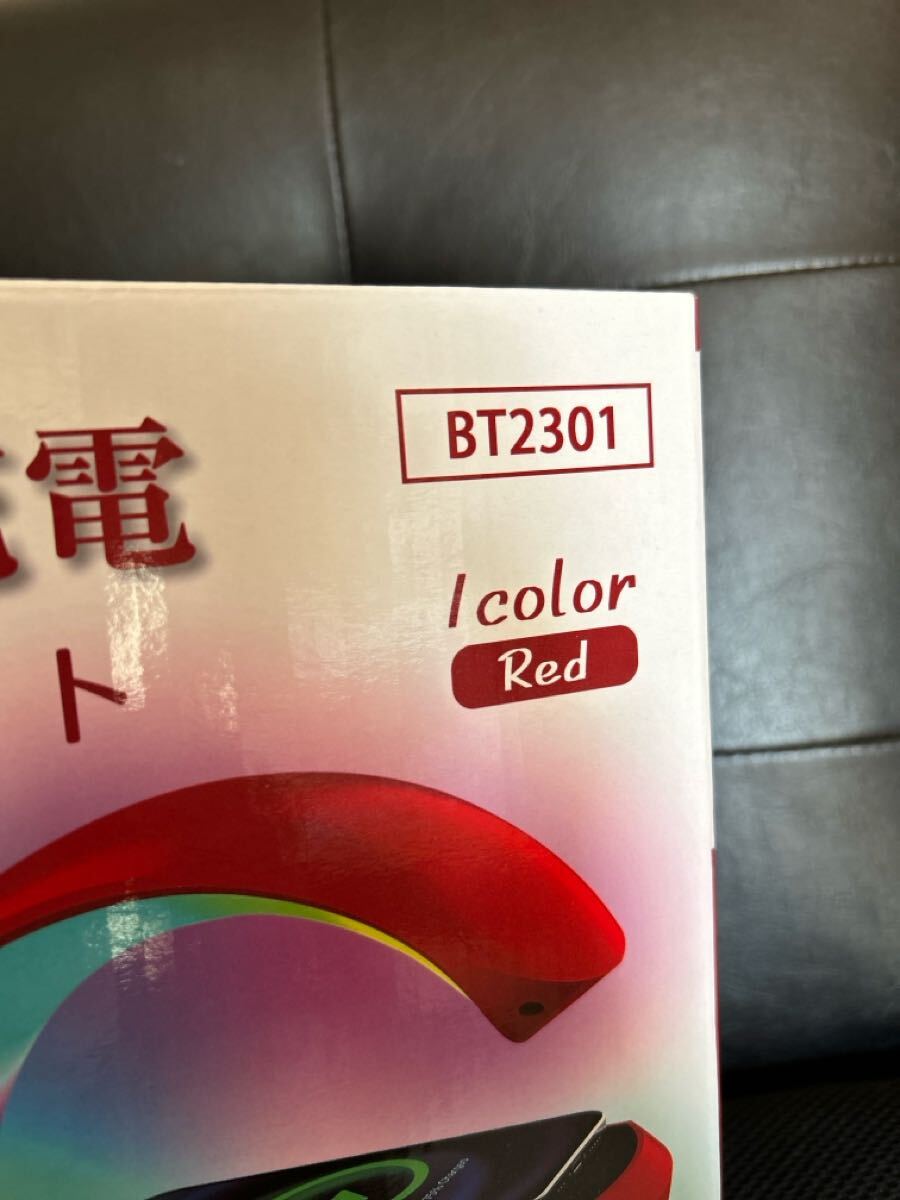 BT2301
電
1color
Red
ト